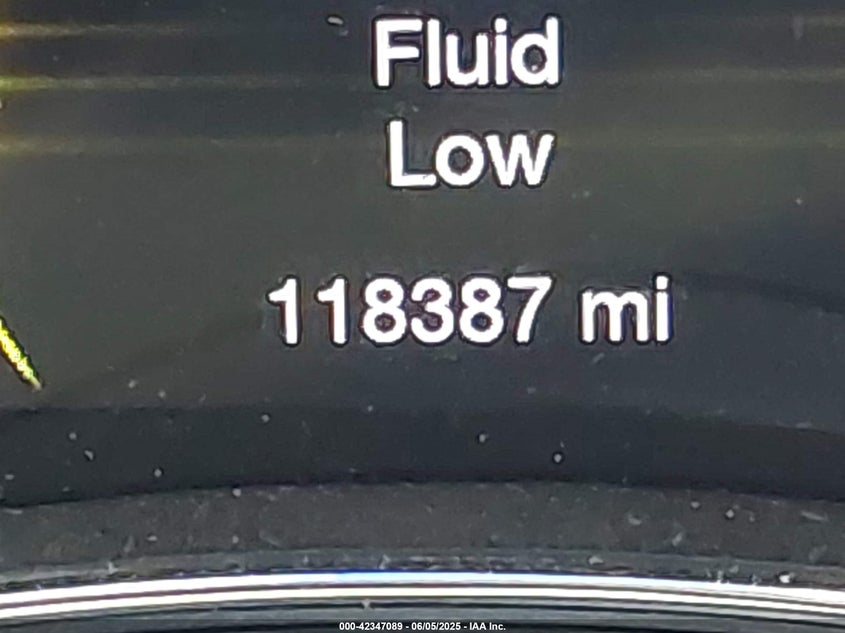 Fluid
Low
118387 mi
000-42347089 - 06/05/2025 - IAA Inc.